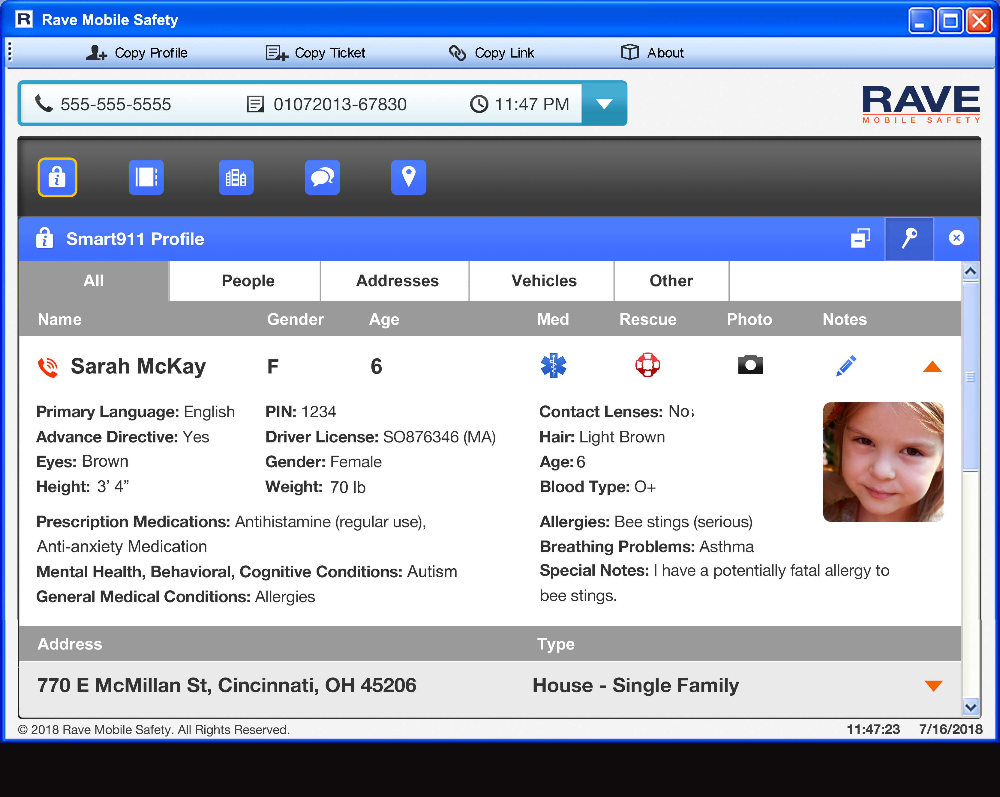 R Rave Mobile Safety
Copy Profile Copy Ticket Copy Link About
555-555-5555 01072013-67830 11:47 PM
RAVE
MOBILE SAFETY
Smart911 Profile
All People Addresses Vehicles Other
Name Gender Age Med Rescue Photo Notes
Sarah McKay F 6
Primary Language: English PIN: 1234 Contact Lenses: No
Advance Directive: Yes Driver License: SO876346 (MA) Hair: Light Brown
Eyes: Brown Gender: Female Age: 6
Height: 3’ 4” Weight: 70 lb Blood Type: O+
Prescription Medications: Antihistamine (regular use),
Anti-anxiety Medication
Mental Health, Behavioral, Cognitive Conditions: Autism
General Medical Conditions: Allergies
Allergies: Bee stings (serious)
Breathing Problems: Asthma
Special Notes: I have a potentially fatal allergy to
bee stings.
Address Type
770 E McMillan St, Cincinnati, OH 45206 House - Single Family
© 2018 Rave Mobile Safety. All Rights Reserved. 11:47:23 7/16/2018